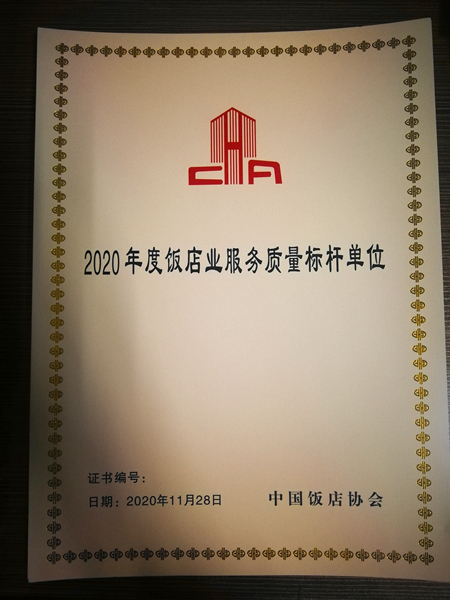 CHA
2020年度饭店业服务质量标杆单位
证书编号:
日期: 2020年11月28日
中国饭店协会